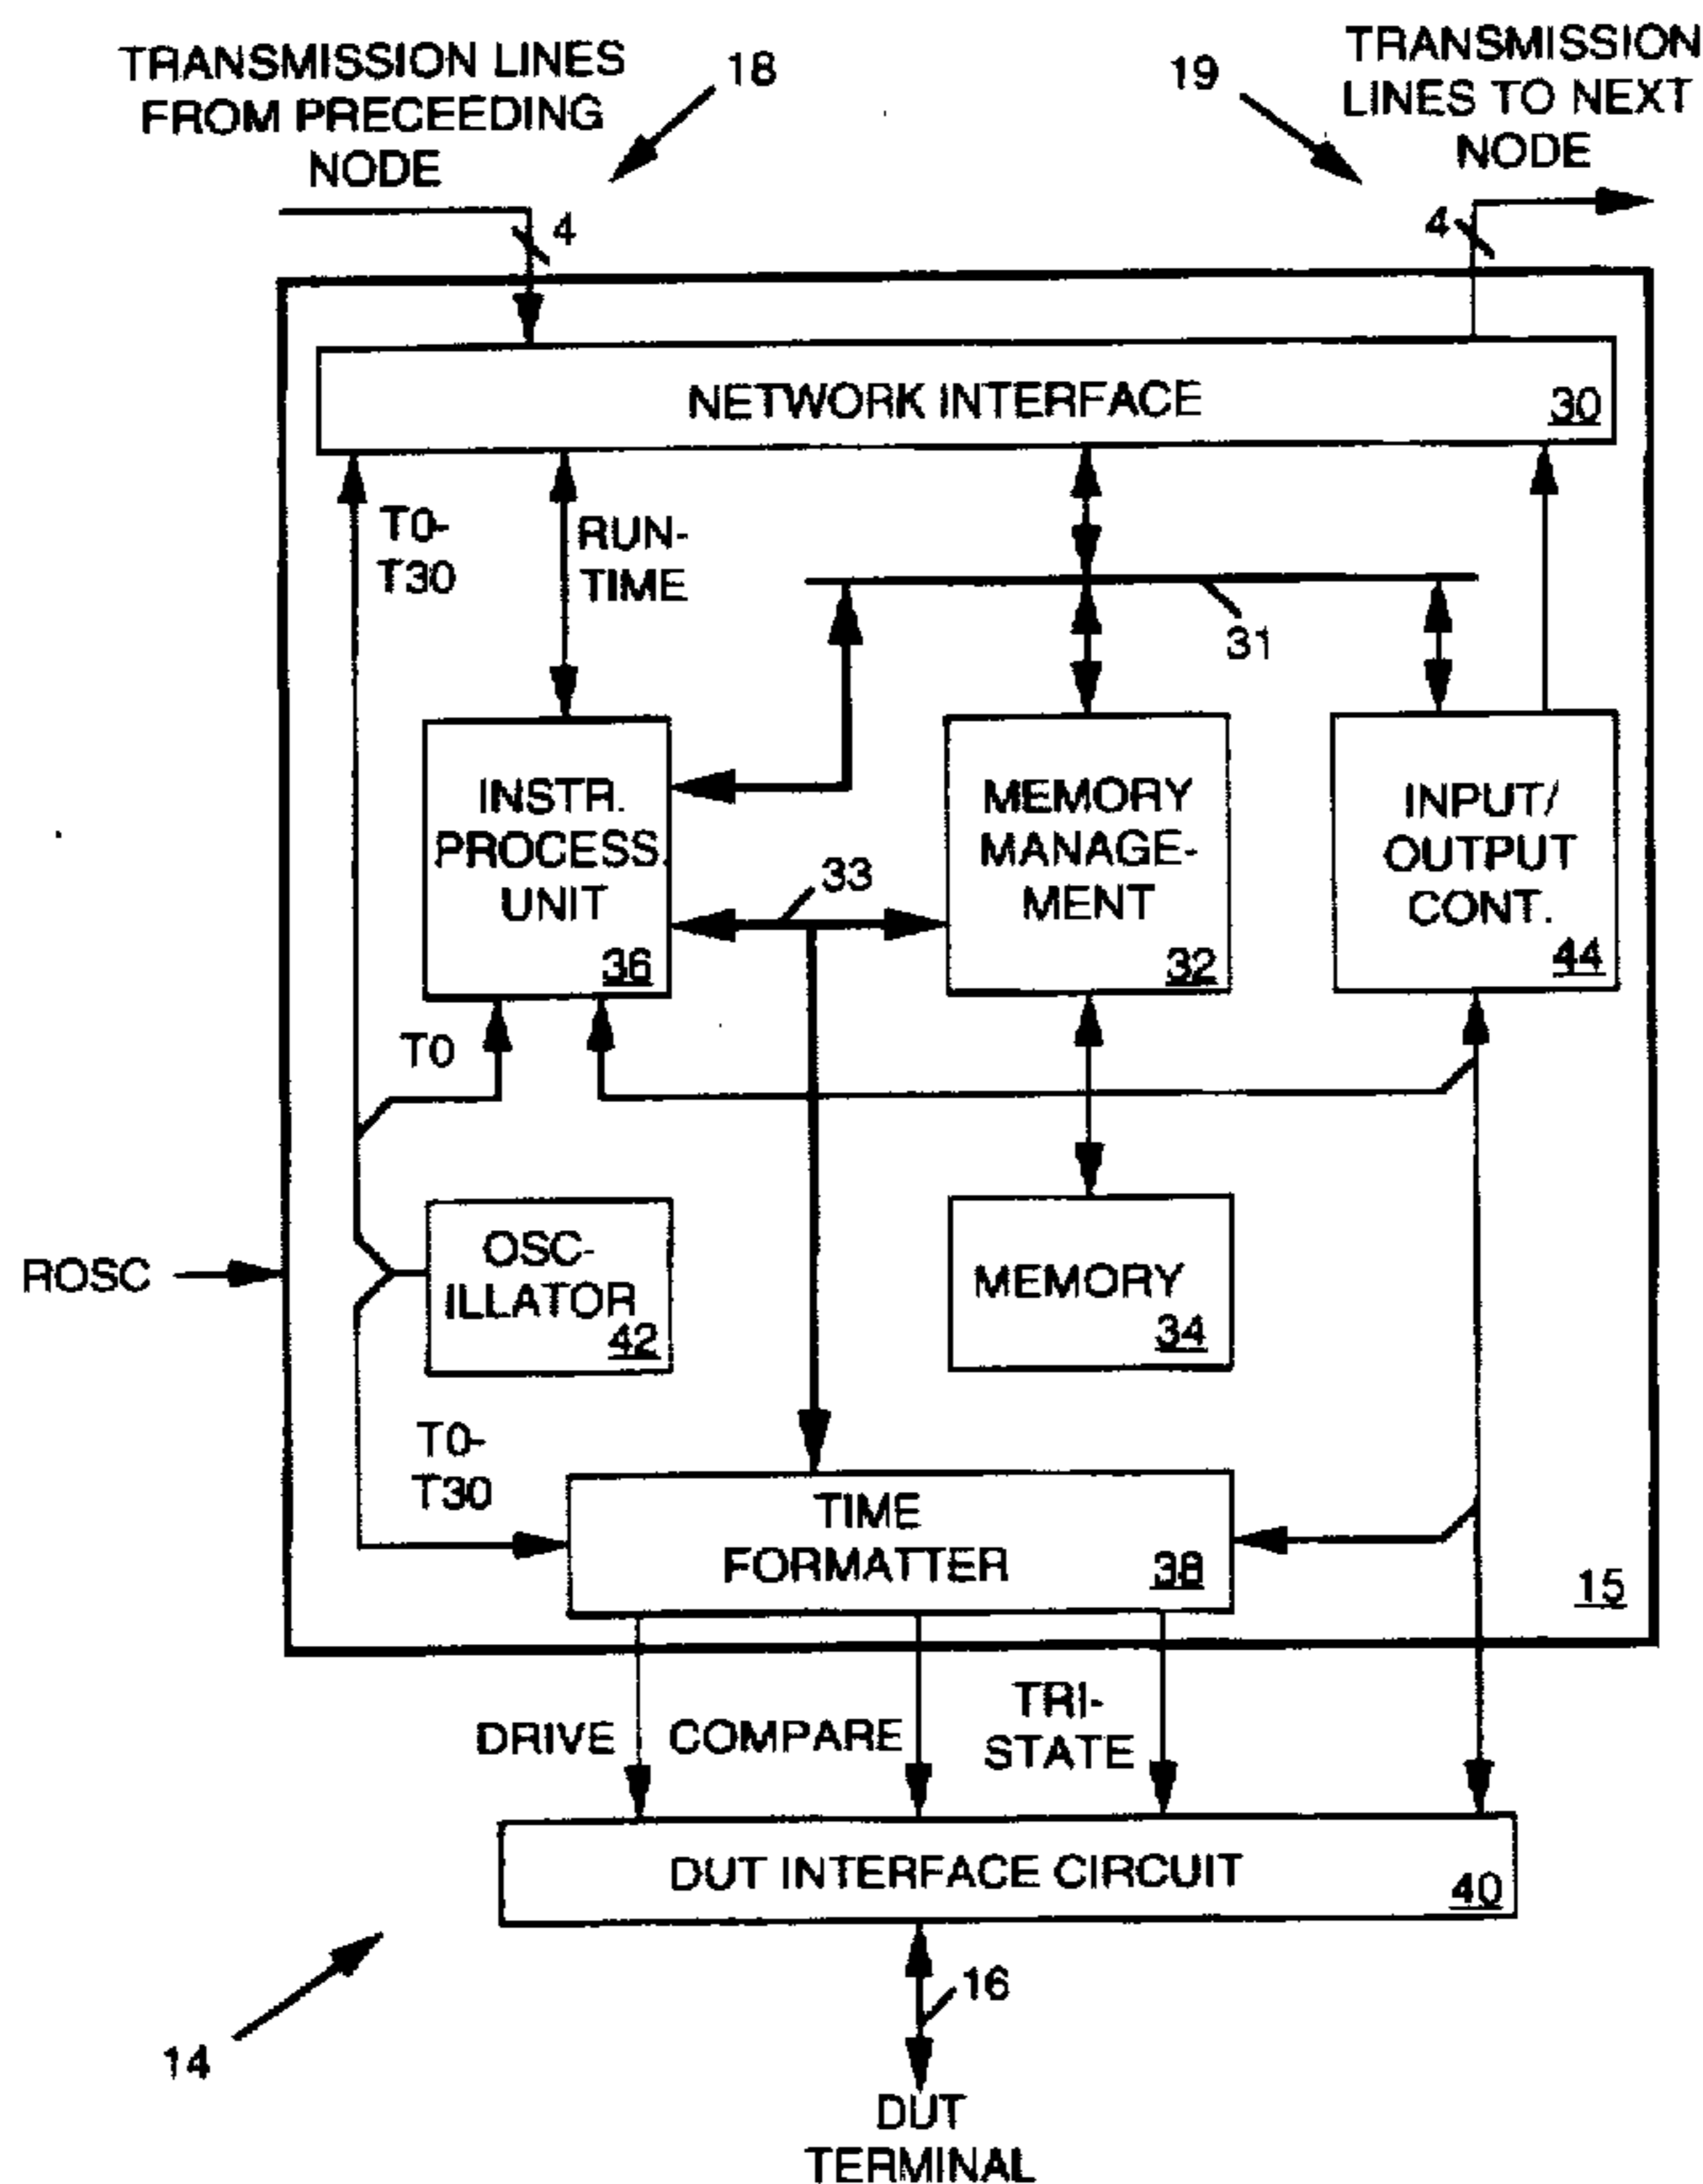 TRANSMISSION LINES
FROM PRECEEDING
NODE
18
19
TRANSMISSION
LINES TO NEXT
NODE
4
4
NETWORK INTERFACE
30
T0-
T30
RUN-
TIME
31
INSTR.
PROCESS.
UNIT
36
33
MEMORY
MANAGE-
MENT
32
INPUT/
OUTPUT
CONT.
44
T0
ROSC
OSC-
ILLATOR
42
MEMORY
34
T0-
T30
TIME
FORMATTER
38
15
DRIVE
COMPARE
TRI-
STATE
DUT INTERFACE CIRCUIT
40
14
16
DUT
TERMINAL